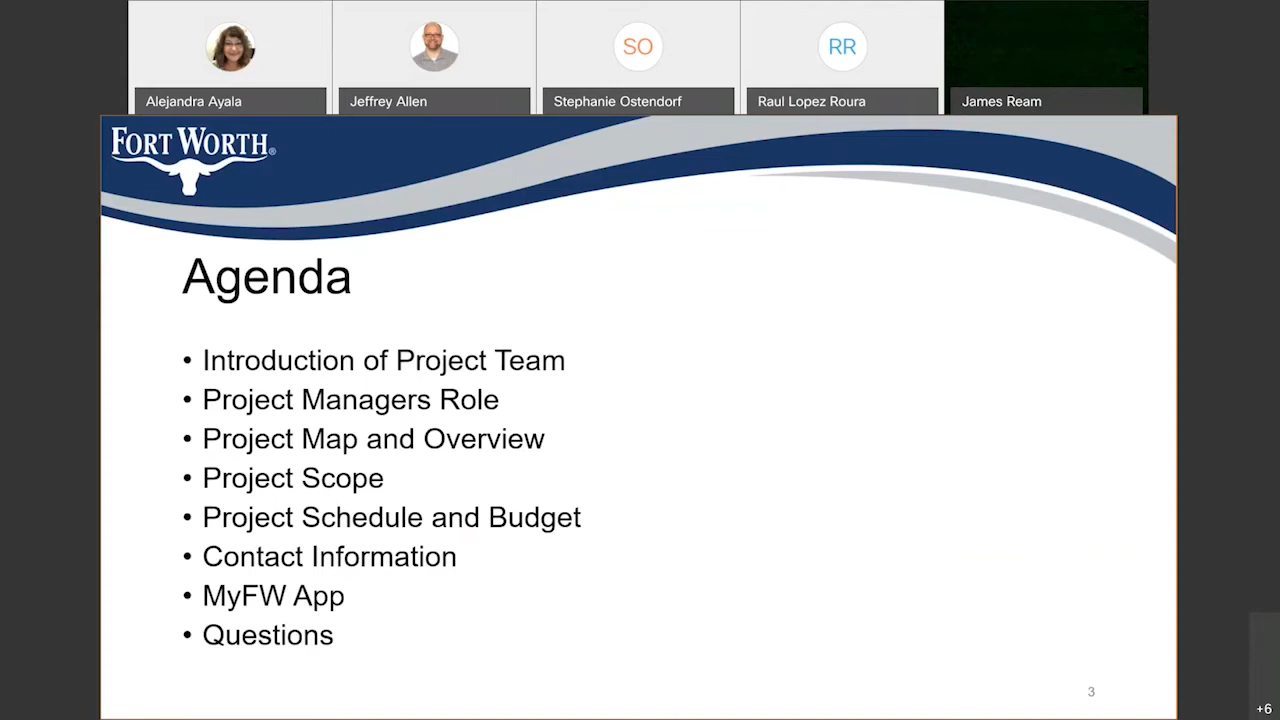 SO
RR
Alejandra Ayala
Jeffrey Allen
Stephanie Ostendorf
Raul Lopez Roura
James Ream
FORT WORTH®
Agenda
• Introduction of Project Team
• Project Managers Role
• Project Map and Overview
• Project Scope
• Project Schedule and Budget
• Contact Information
• MyFW App
• Questions
3
+6